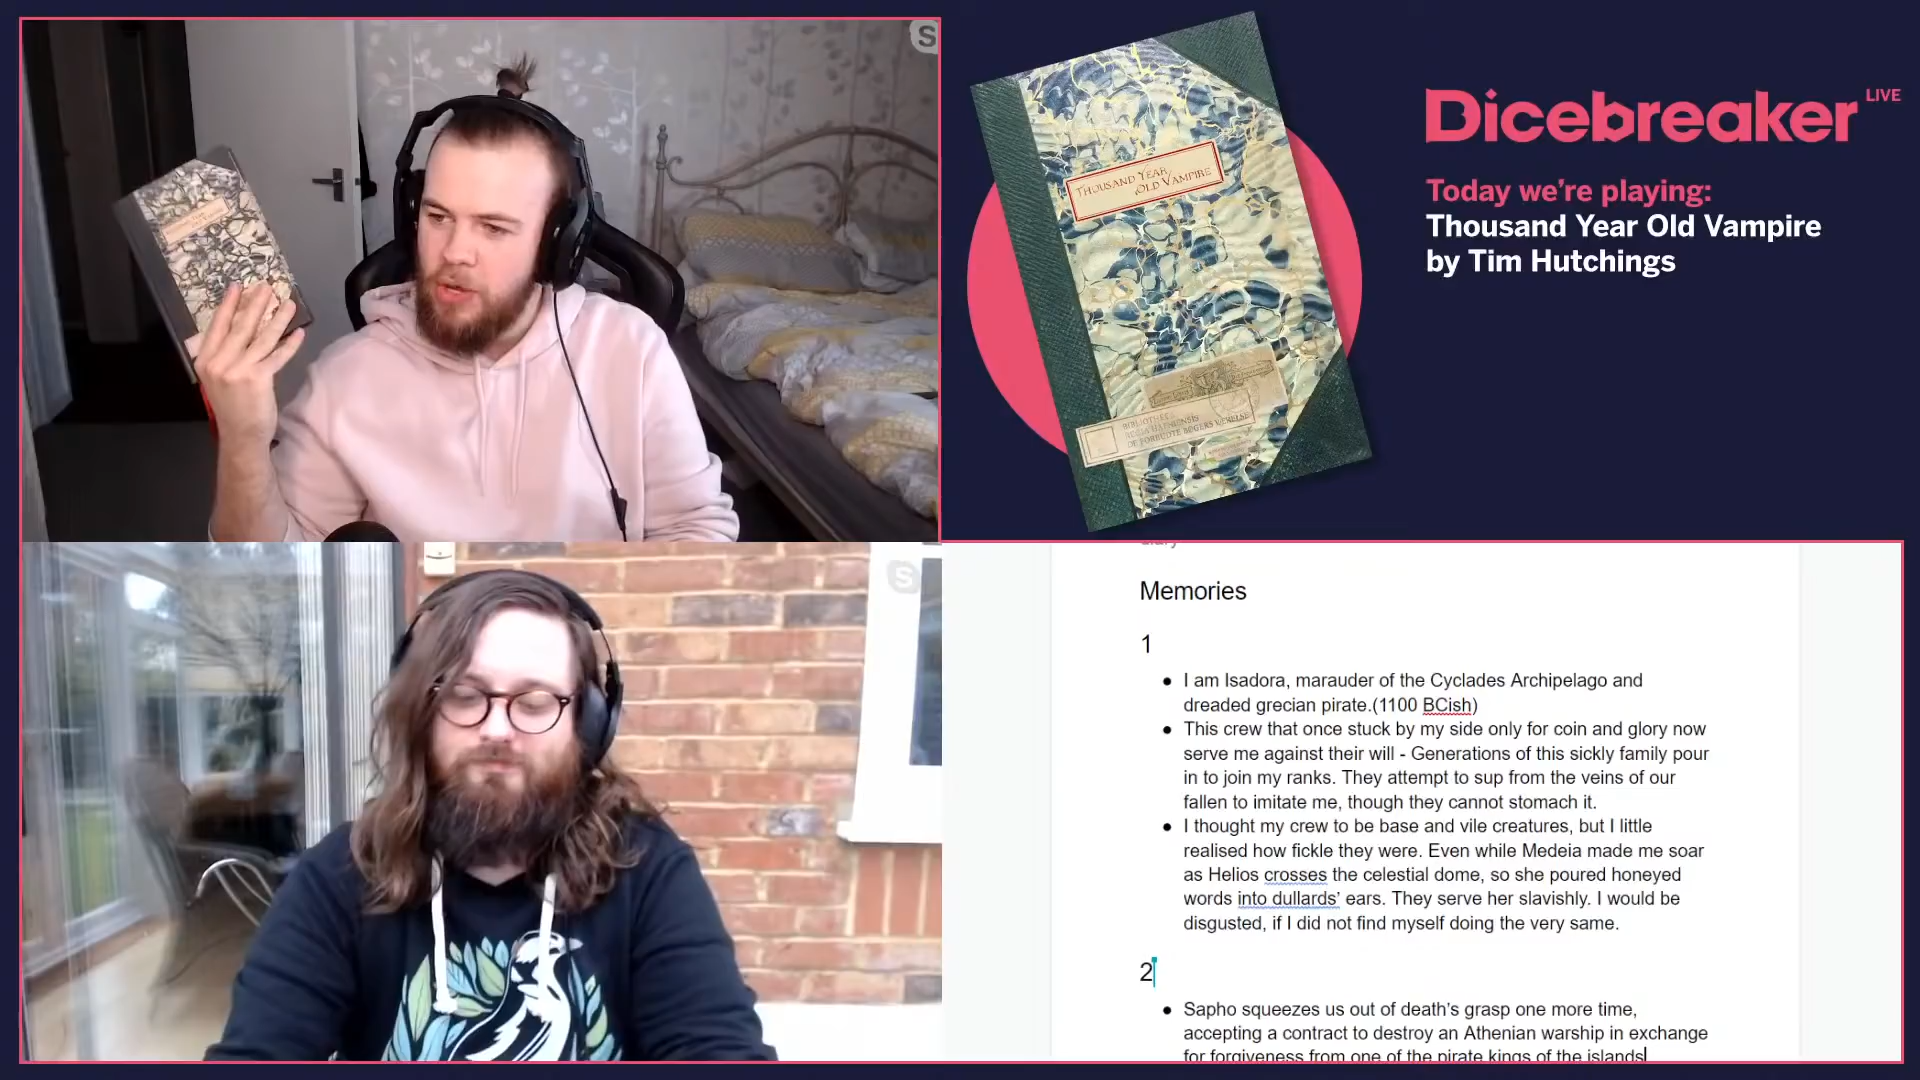 Dicebreaker LIVE
Today we're playing:
Thousand Year Old Vampire
by Tim Hutchings
THOUSAND YEAR
OLD VAMPIRE
BIBLIOTHECA
REGIA HAFNIENSIS
DE FORBUDTE BØGERS VÆRELSE
S
S
Memories
1
● I am Isadora, marauder of the Cyclades Archipelago and
dreaded grecian pirate.(1100 BCish)
● This crew that once stuck by my side only for coin and glory now
serve me against their will - Generations of this sickly family pour
in to join my ranks. They attempt to sup from the veins of our
fallen to imitate me, though they cannot stomach it.
● I thought my crew to be base and vile creatures, but I little
realised how fickle they were. Even while Medeia made me soar
as Helios crosses the celestial dome, so she poured honeyed
words into dullards' ears. They serve her slavishly. I would be
disgusted, if I did not find myself doing the very same.
2
● Sapho squeezes us out of death's grasp one more time,
accepting a contract to destroy an Athenian warship in exchange
for forgiveness from one of the pirate kings of the islands